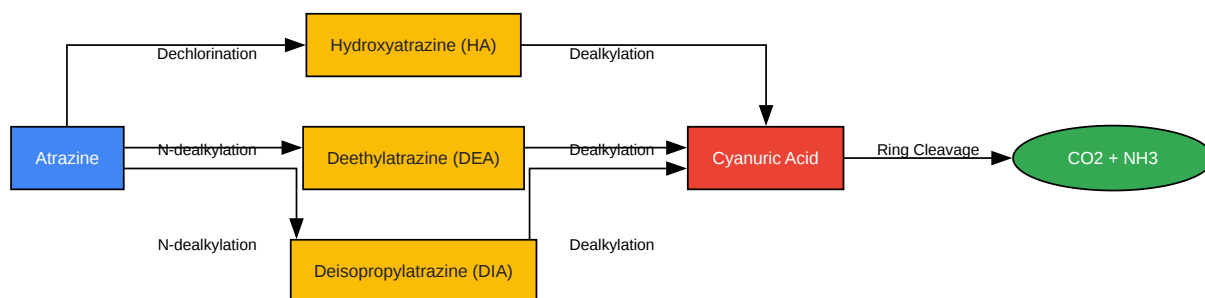 Hydroxyatrazine (HA)
Dechlorination
Dealkylation
Atrazine
N-dealkylation
Deethylatrazine (DEA)
Dealkylation
Cyanuric Acid
Ring Cleavage
CO2 + NH3
N-dealkylation
Dealkylation
Deisopropylatrazine (DIA)